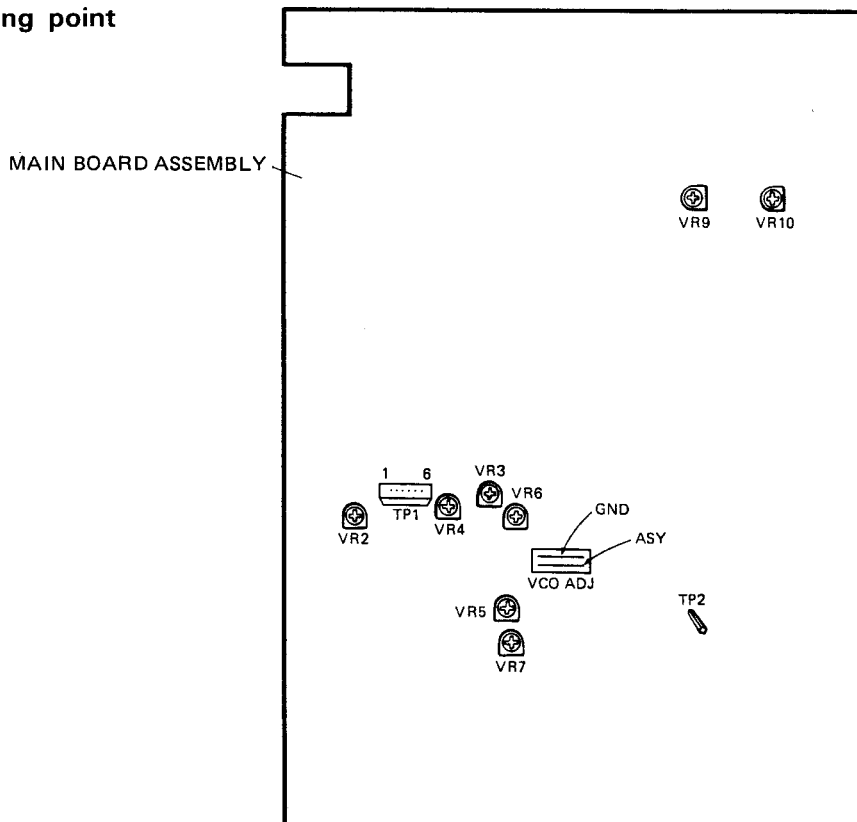 ng point
MAIN BOARD ASSEMBLY
VR9
VR10
1
6
VR3
VR6
TP1
VR4
VR2
GND
ASY
VCO ADJ
VR5
TP2
VR7